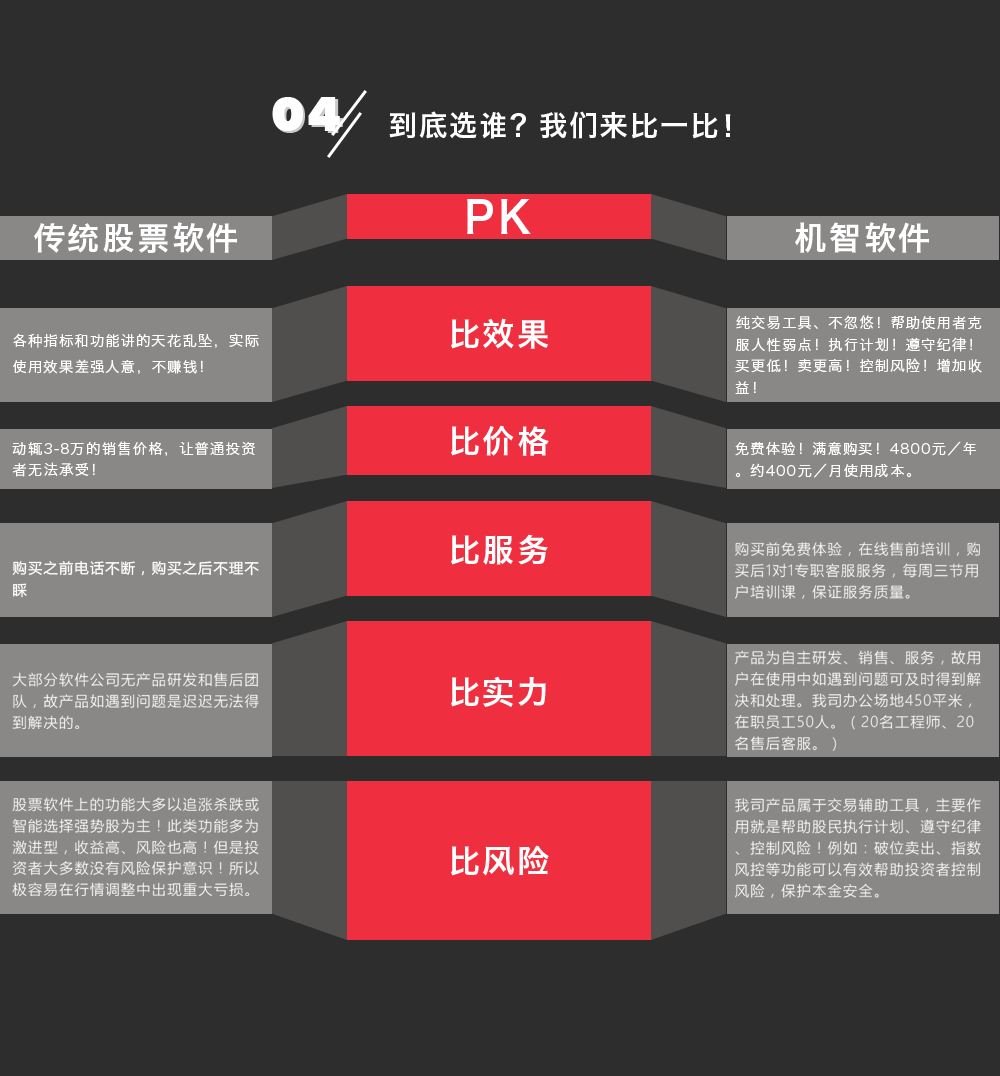 04
到底选谁？我们来比一比！
PK
传统股票软件
机智软件
比效果
各种指标和功能讲的天花乱坠，实际
使用效果差强人意，不赚钱！
纯交易工具、不忽悠！帮助使用者克
服人性弱点！执行计划！遵守纪律！
买更低！卖更高！控制风险！增加收
益！
比价格
动辄3-8万的销售价格，让普通投资
者无法承受！
免费体验！满意购买！4800元／年
。约400元／月使用成本。
比服务
购买之前电话不断，购买之后不理不
睬
购买前免费体验，在线售前培训，购
买后1对1专职客服服务，每周三节用
户培训课，保证服务质量。
比实力
大部分软件公司无产品研发和售后团
队，故产品如遇到问题是迟迟无法得
到解决的。
产品为自主研发、销售、服务，故用
户在使用中如遇到问题可及时得到解
决和处理。我司办公场地450平米，
在职员工50人。（20名工程师、20
名售后客服。）
比风险
股票软件上的功能大多以追涨杀跌或
智能选择强势股为主！此类功能多为
激进型，收益高、风险也高！但是投
资者大多数没有风险保护意识！所以
极容易在行情调整中出现重大亏损。
我司产品属于交易辅助工具，主要作
用就是帮助股民执行计划、遵守纪律
、控制风险！例如：破位卖出、指数
风控等功能可以有效帮助投资者控制
风险，保护本金安全。